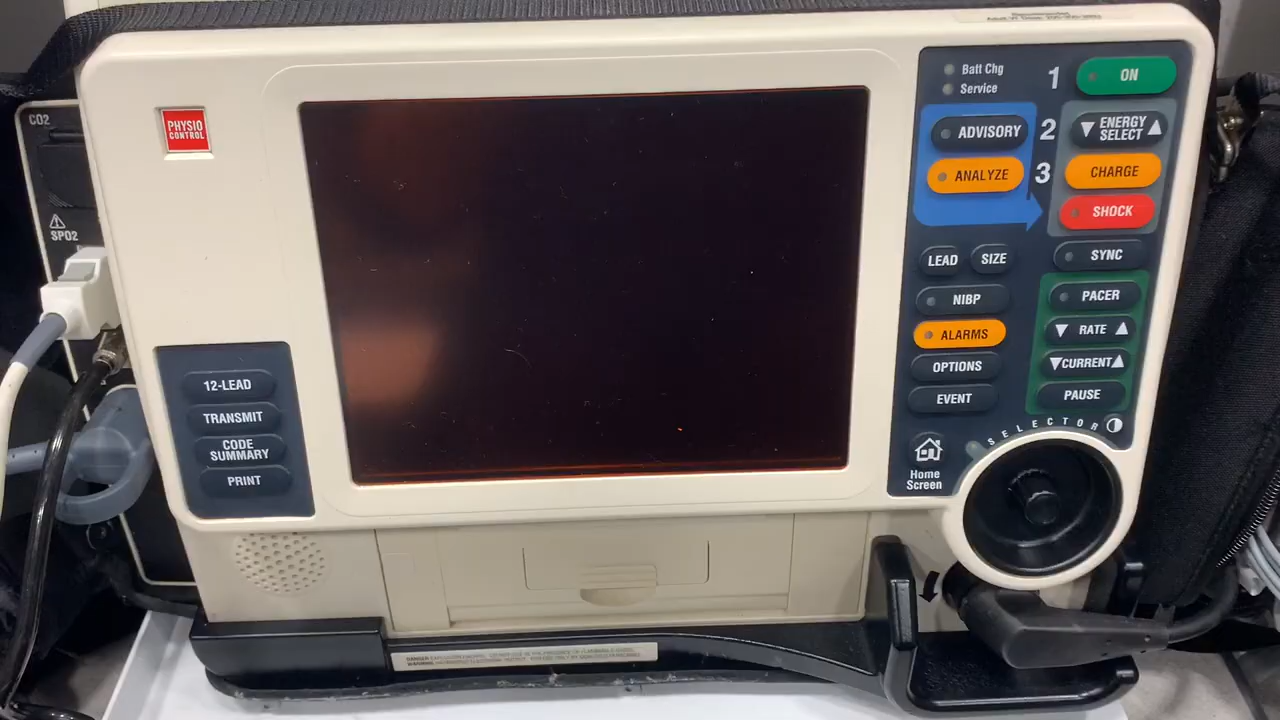 CO2
SPO2
PHYSIO
CONTROL
12-LEAD
TRANSMIT
CODE
SUMMARY
PRINT
Batt Chg
Service
1
ON
ADVISORY
2
ENERGY
SELECT
ANALYZE
3
CHARGE
SHOCK
LEAD
SIZE
SYNC
NIBP
PACER
ALARMS
RATE
OPTIONS
CURRENT
EVENT
PAUSE
SELECTOR
Home
Screen